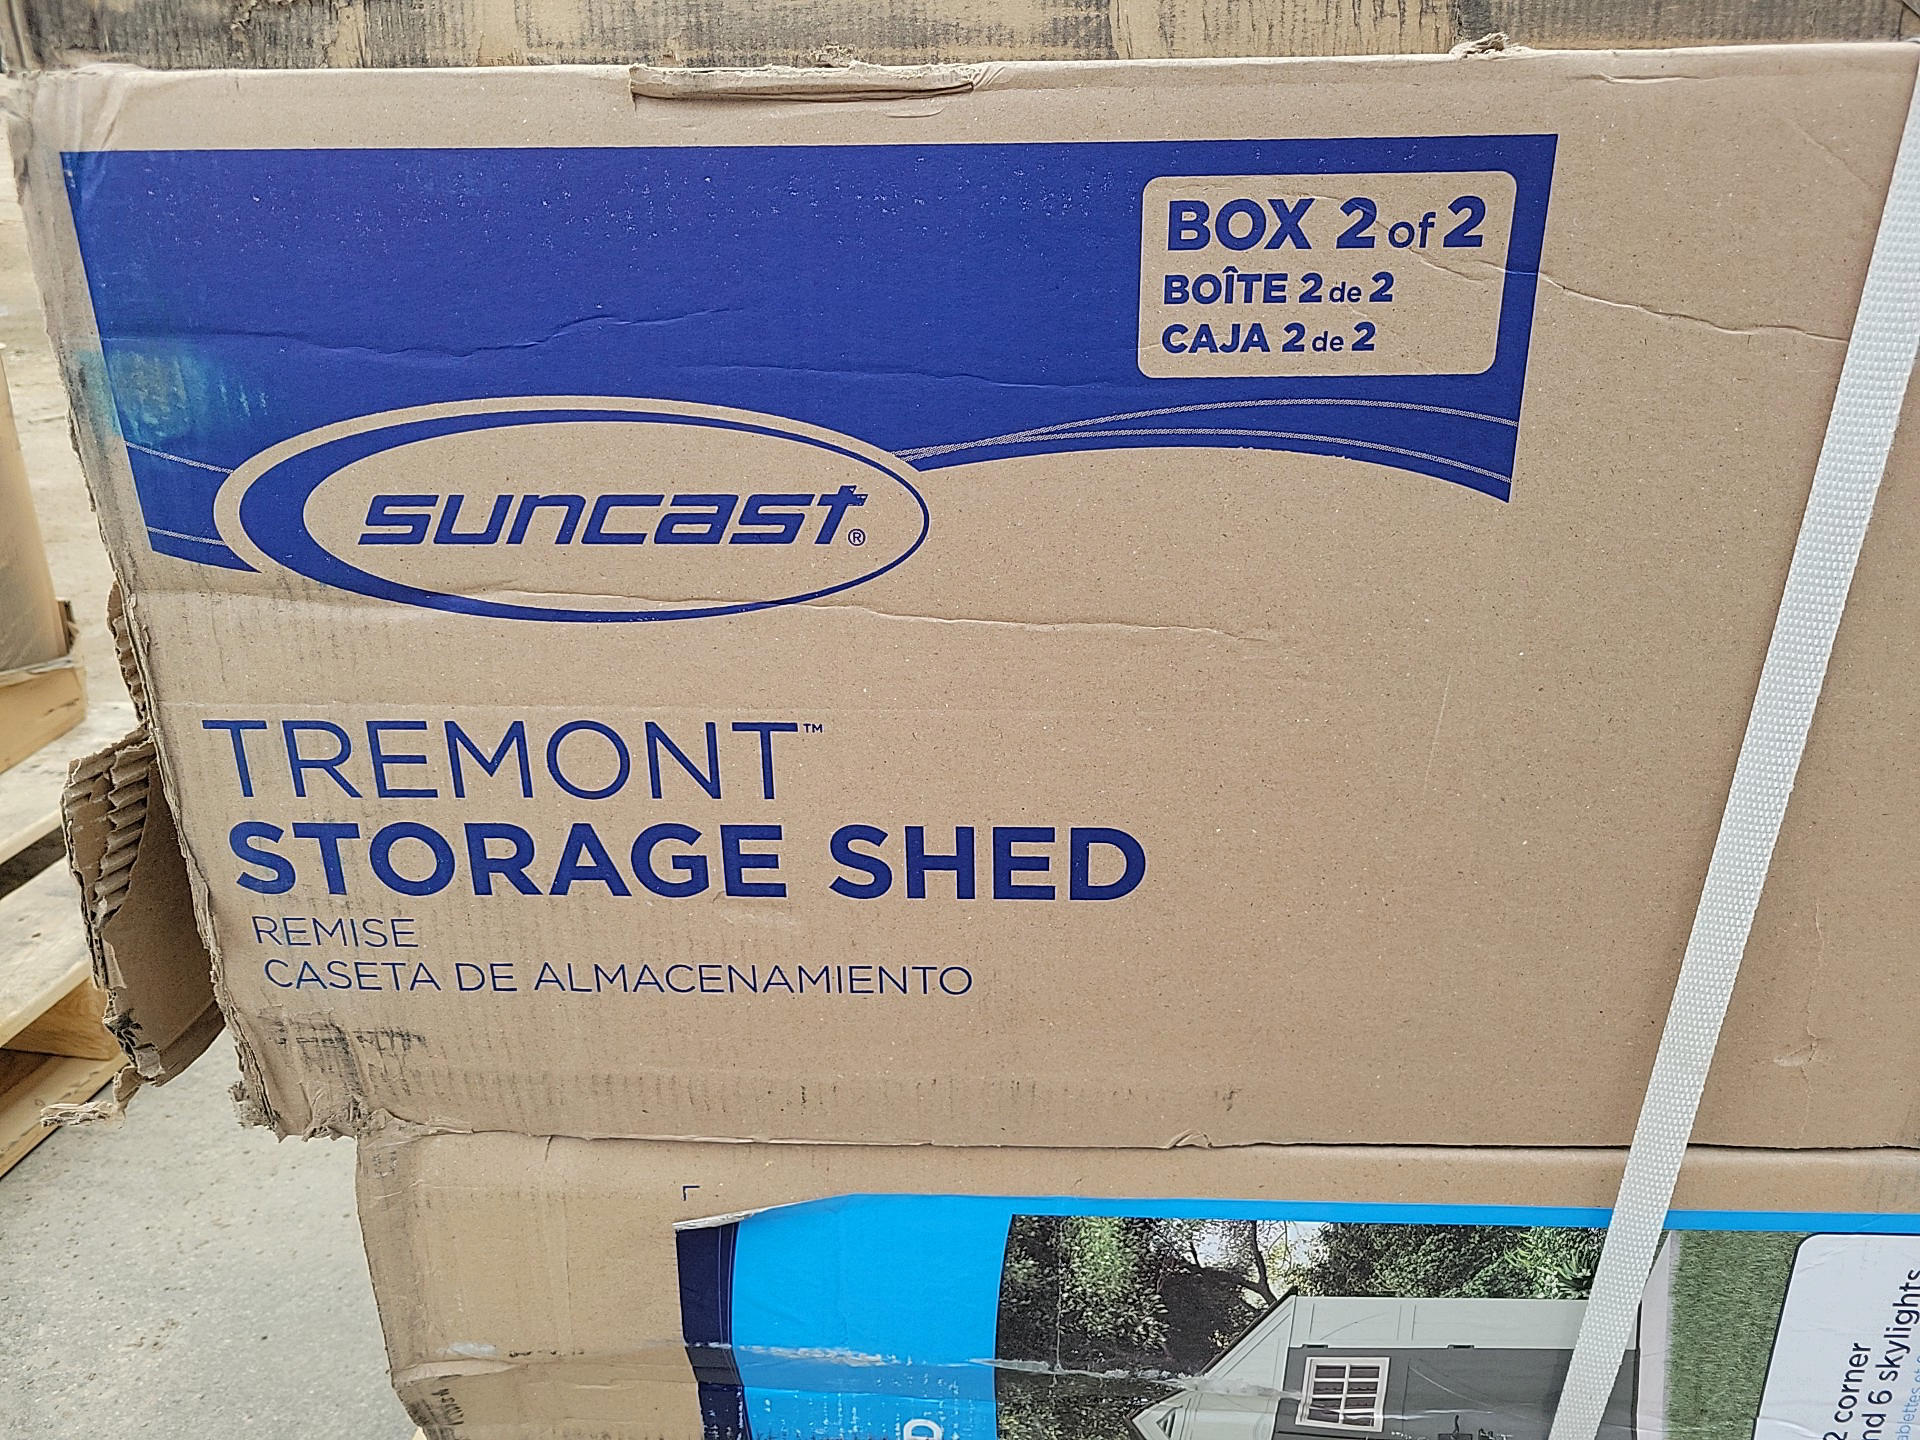 BOX 2 of 2
BOÎTE 2 de 2
CAJA 2 de 2
suncast®
TREMONT™
STORAGE SHED
REMISE
CASETA DE ALMACENAMIENTO
2 corner
nd 6 skylights